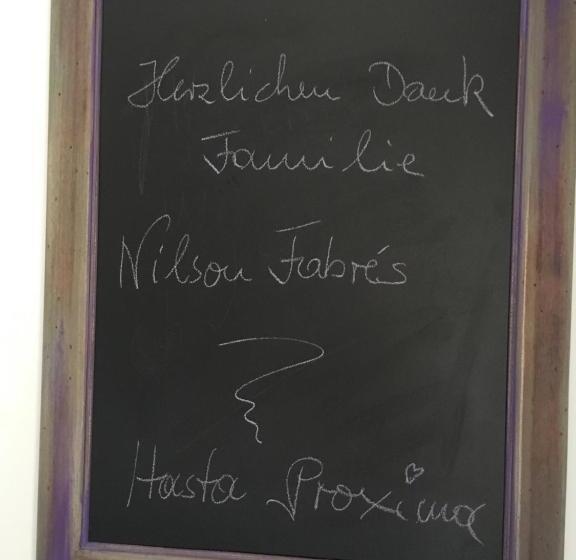 Herzlichen Dank
Familie
Nilson Fabrés
Hasta Proxima